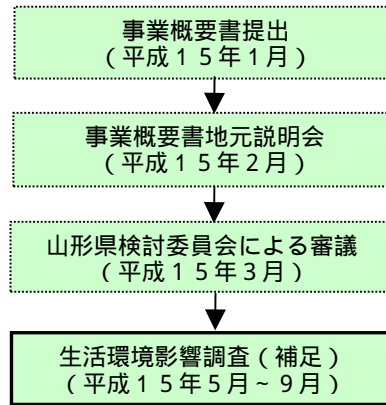 事業概要書提出
（平成１５年１月）
事業概要書地元説明会
（平成１５年２月）
山形県検討委員会による審議
（平成１５年３月）
生活環境影響調査（補足）
（平成１５年５月～９月）